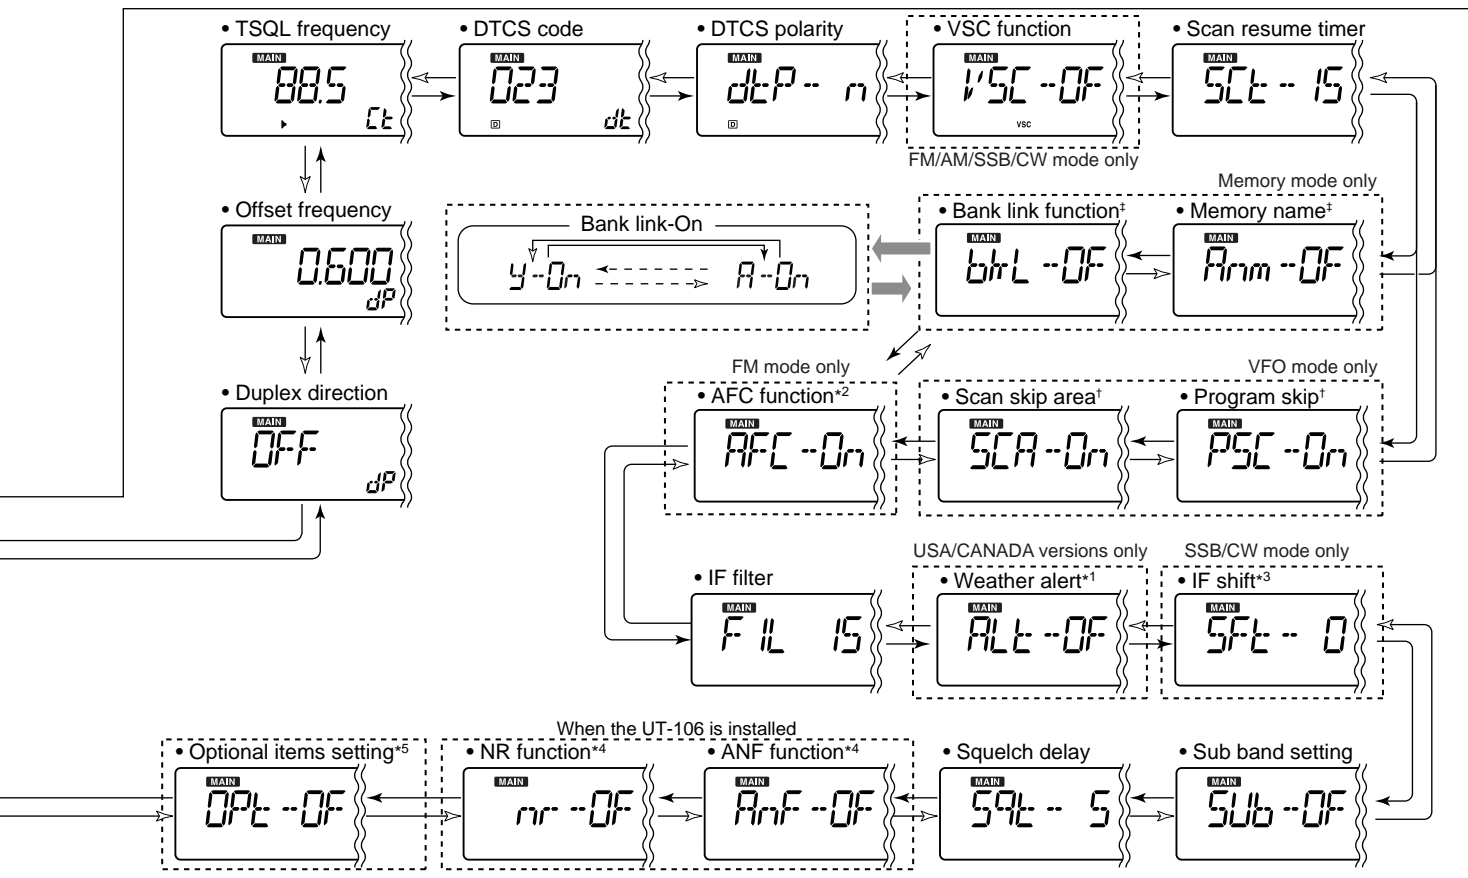 • TSQL frequency
MAIN
88.5
Ct
• DTCS code
MAIN
023
D
dt
• DTCS polarity
MAIN
dtP- n
D
• VSC function
MAIN
VSC-OF
VSC
FM/AM/SSB/CW mode only
• Scan resume timer
MAIN
SCt- 15
• Offset frequency
MAIN
0.600
dP
Bank link-On
y-On
A-On
Memory mode only
• Bank link function‡
MAIN
bkL -OF
• Memory name‡
MAIN
Anm -OF
• Duplex direction
MAIN
OFF
dP
FM mode only
• AFC function*2
MAIN
AFC -On
VFO mode only
• Scan skip area†
MAIN
SCA-On
• Program skip†
MAIN
PSC -On
• IF filter
MAIN
FIL 15
USA/CANADA versions only
• Weather alert*1
MAIN
ALt -OF
SSB/CW mode only
• IF shift*3
MAIN
SFt- 0
• Optional items setting*5
MAIN
OPt -OF
When the UT-106 is installed
• NR function*4
MAIN
nr -OF
• ANF function*4
MAIN
AnF -OF
• Squelch delay
MAIN
Sqt- S
• Sub band setting
MAIN
SUb -OF